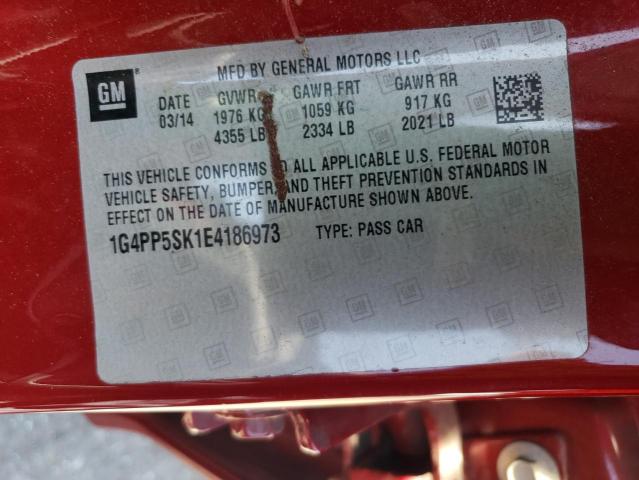 GM
MFD BY GENERAL MOTORS LLC
DATE GVWR GAWR FRT GAWR RR
03/14 1976 KG 1059 KG 917 KG
4355 LB 2334 LB 2021 LB
THIS VEHICLE CONFORMS TO ALL APPLICABLE U.S. FEDERAL MOTOR
VEHICLE SAFETY, BUMPER, AND THEFT PREVENTION STANDARDS IN
EFFECT ON THE DATE OF MANUFACTURE SHOWN ABOVE.
1G4PP5SK1E4186973 TYPE: PASS CAR